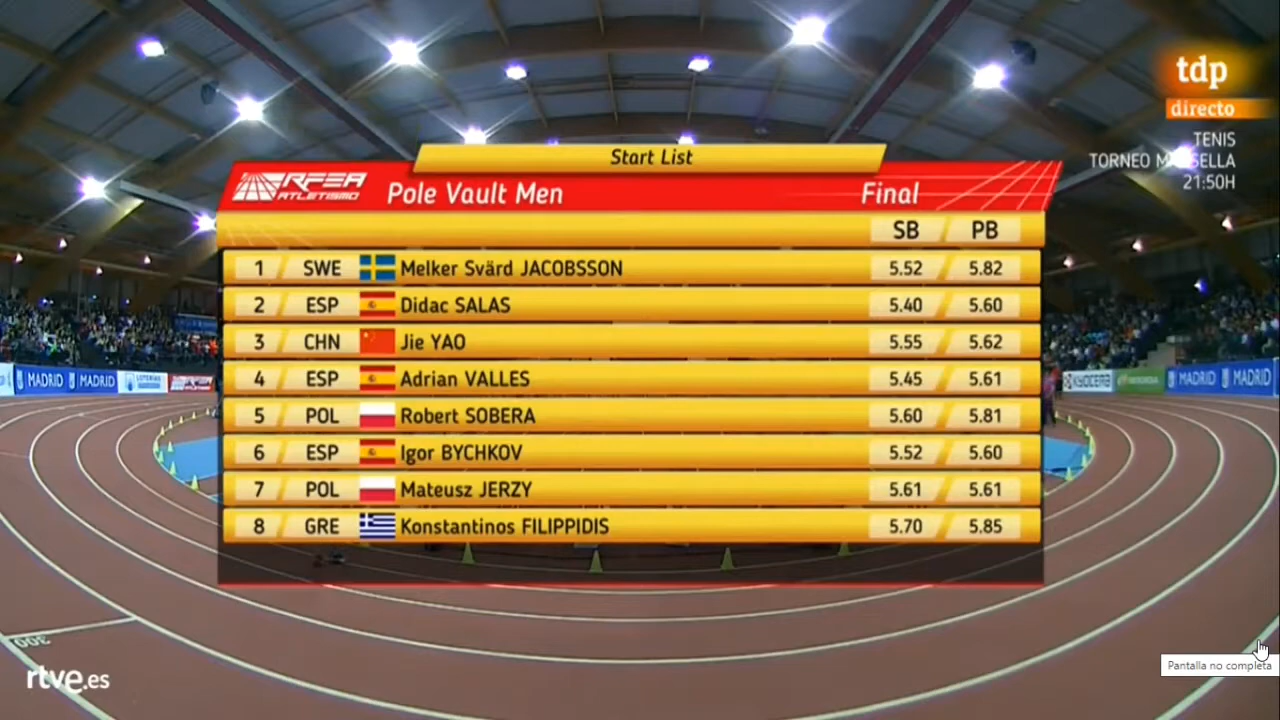 tdp
directo
TENIS
TORNEO MARSELLA
21:50H
Start List
RFEA
ATLETISMO
Pole Vault Men Final
SB PB
1 SWE Melker Svärd JACOBSSON 5.52 5.82
2 ESP Didac SALAS 5.40 5.60
3 CHN Jie YAO 5.55 5.62
4 ESP Adrian VALLES 5.45 5.61
5 POL Robert SOBERA 5.60 5.81
6 ESP Igor BYCHKOV 5.52 5.60
7 POL Mateusz JERZY 5.61 5.61
8 GRE Konstantinos FILIPPIDIS 5.70 5.85
MADRID MADRID
KYOCERA
MADRID MADRID
300
rtve.es
Pantalla no completa